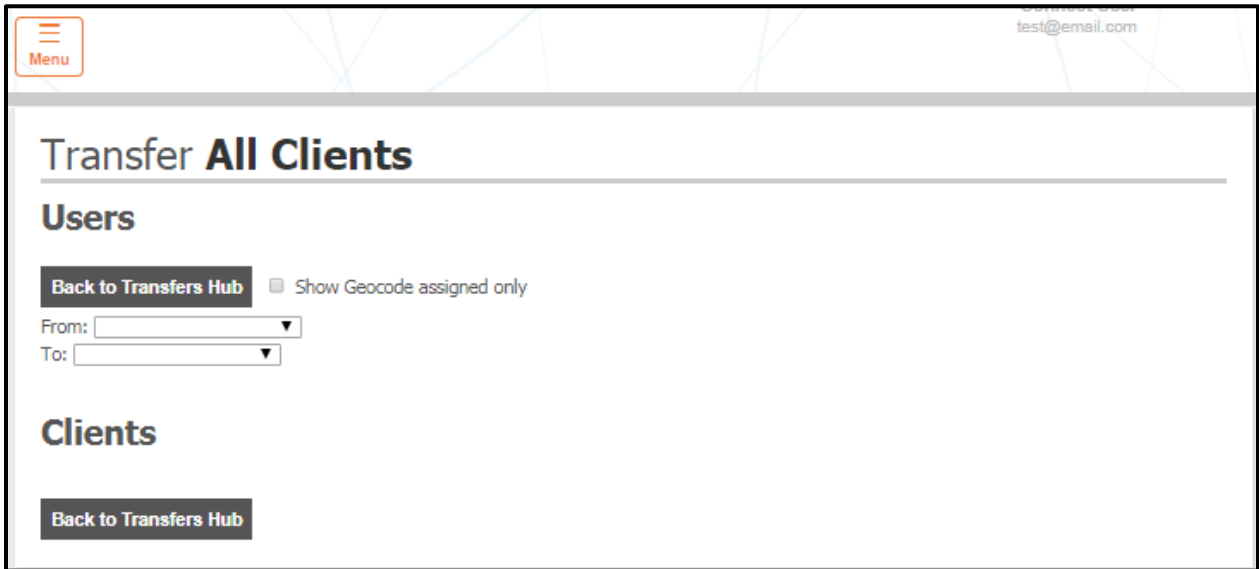 test@email.com
Menu
Transfer All Clients
Users
Back to Transfers Hub Show Geocode assigned only
From:
To:
Clients
Back to Transfers Hub